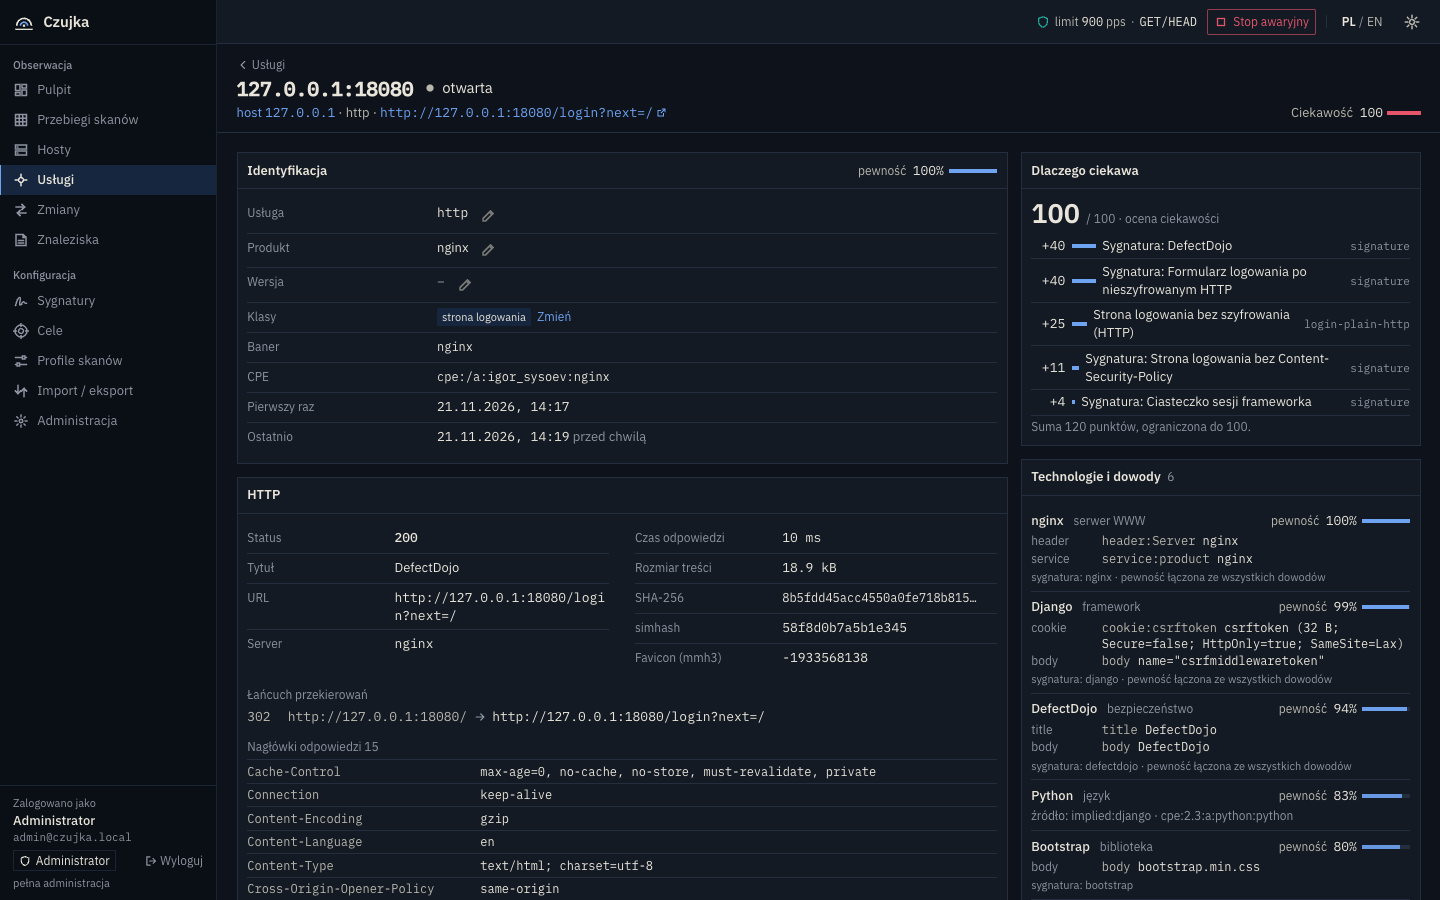 Czujka
limit 900 pps · GET/HEAD
Stop awaryjny
PL / EN
Obserwacja
Pulpit
Przebiegi skanów
Hosty
Usługi
Zmiany
Znaleziska
Konfiguracja
Sygnatury
Cele
Profile skanów
Import / eksport
Administracja
Zalogowano jako
Administrator
admin@czujka.local
Administrator
Wyloguj
pełna administracja
Usługi
127.0.0.1:18080 otwarta
host 127.0.0.1 · http · http://127.0.0.1:18080/login?next=/
Ciekawość 100
Identyfikacja
pewność 100%
Usługa http
Produkt nginx
Wersja –
Klasy strona logowania Zmień
Baner nginx
CPE cpe:/a:igor_sysoev:nginx
Pierwszy raz 21.11.2026, 14:17
Ostatnio 21.11.2026, 14:19 przed chwilą
HTTP
Status 200
Tytuł DefectDojo
URL http://127.0.0.1:18080/logi
n?next=/
Server nginx
Czas odpowiedzi 10 ms
Rozmiar treści 18.9 kB
SHA-256 8b5fdd45acc4550a0fe718b815…
simhash 58f8d0b7a5b1e345
Favicon (mmh3) -1933568138
Łańcuch przekierowań
302 http://127.0.0.1:18080/ → http://127.0.0.1:18080/login?next=/
Nagłówki odpowiedzi 15
Cache-Control max-age=0, no-cache, no-store, must-revalidate, private
Connection keep-alive
Content-Encoding gzip
Content-Language en
Content-Type text/html; charset=utf-8
Cross-Origin-Opener-Policy same-origin
Dlaczego ciekawa
100 / 100 · ocena ciekawości
+40 Sygnatura: DefectDojo signature
+40 Sygnatura: Formularz logowania po
nieszyfrowanym HTTP signature
+25 Strona logowania bez szyfrowania
(HTTP) login-plain-http
+11 Sygnatura: Strona logowania bez Content-
Security-Policy signature
+4 Sygnatura: Ciasteczko sesji frameworka signature
Suma 120 punktów, ograniczona do 100.
Technologie i dowody 6
nginx serwer WWW pewność 100%
header header:Server nginx
service service:product nginx
sygnatura: nginx · pewność łączona ze wszystkich dowodów
Django framework pewność 99%
cookie cookie:csrftoken csrftoken (32 B;
Secure=false; HttpOnly=true; SameSite=Lax)
body body name="csrfmiddlewaretoken"
sygnatura: django · pewność łączona ze wszystkich dowodów
DefectDojo bezpieczeństwo pewność 94%
title title DefectDojo
body body DefectDojo
sygnatura: defectdojo · pewność łączona ze wszystkich dowodów
Python język pewność 83%
źródło: implied:django · cpe:2.3:a:python:python
Bootstrap biblioteka pewność 80%
body body bootstrap.min.css
sygnatura: bootstrap